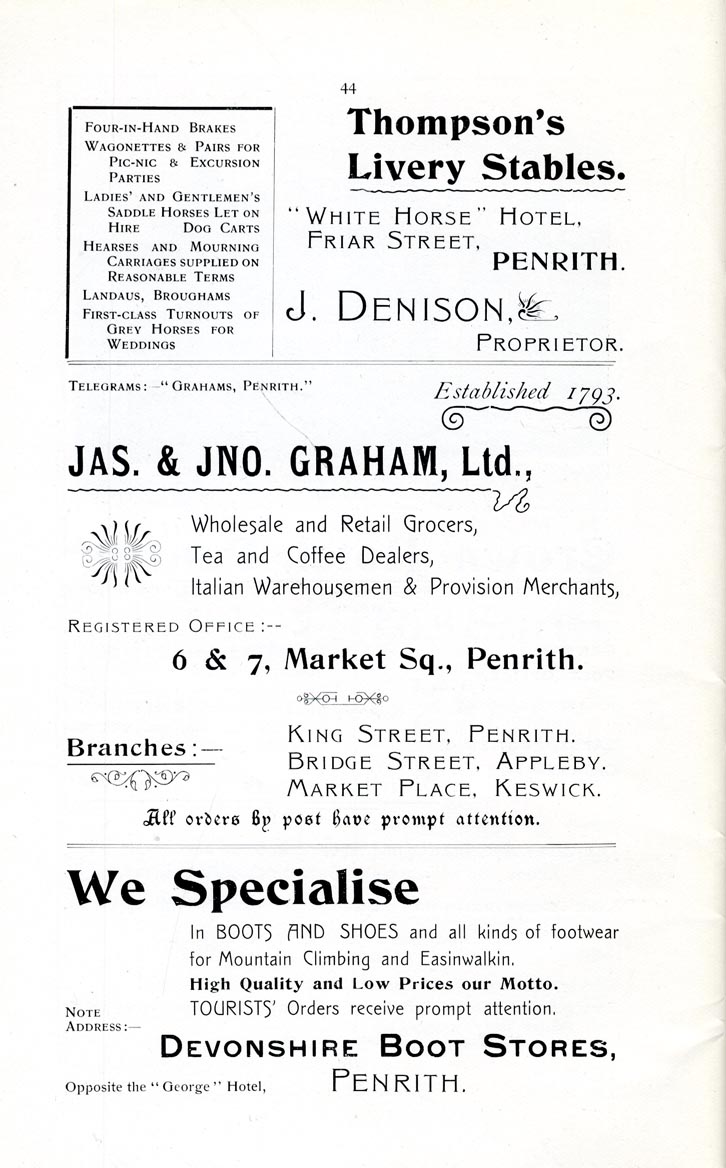 44
FOUR-IN-HAND BRAKES
WAGONETTES & PAIRS FOR
PIC-NIC & EXCURSION
PARTIES
LADIES' AND GENTLEMEN'S
SADDLE HORSES LET ON
HIRE DOG CARTS
HEARSES AND MOURNING
CARRIAGES SUPPLIED ON
REASONABLE TERMS
LANDAUS, BROUGHAMS
FIRST-CLASS TURNOUTS OF
GREY HORSES FOR
WEDDINGS
Thompson's
Livery Stables.
"WHITE HORSE" HOTEL,
FRIAR STREET,
PENRITH.
J. DENISON,
PROPRIETOR.
TELEGRAMS:—"GRAHAMS, PENRITH."
Established 1793.
JAS. & JNO. GRAHAM, Ltd.,
Wholesale and Retail Grocers,
Tea and Coffee Dealers,
Italian Warehousemen & Provision Merchants,
REGISTERED OFFICE:--
6 & 7, Market Sq., Penrith.
Branches:—
KING STREET, PENRITH.
BRIDGE STREET, APPLEBY.
MARKET PLACE, KESWICK.
All orders by post have prompt attention.
We Specialise
In BOOTS AND SHOES and all kinds of footwear
for Mountain Climbing and Easinwalkin.
High Quality and Low Prices our Motto.
TOURISTS' Orders receive prompt attention.
NOTE
ADDRESS:—
DEVONSHIRE BOOT STORES,
Opposite the "George" Hotel,
PENRITH.